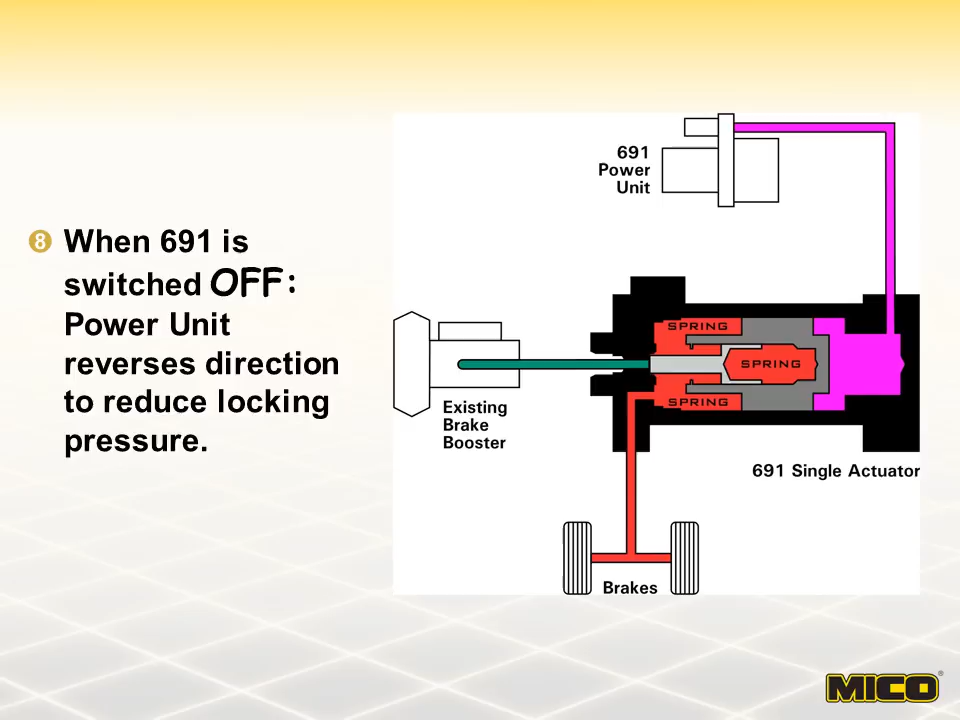 8 When 691 is
switched OFF:
Power Unit
reverses direction
to reduce locking
pressure.
691
Power
Unit
SPRING
SPRING
SPRING
Existing
Brake
Booster
691 Single Actuator
Brakes
MICO®